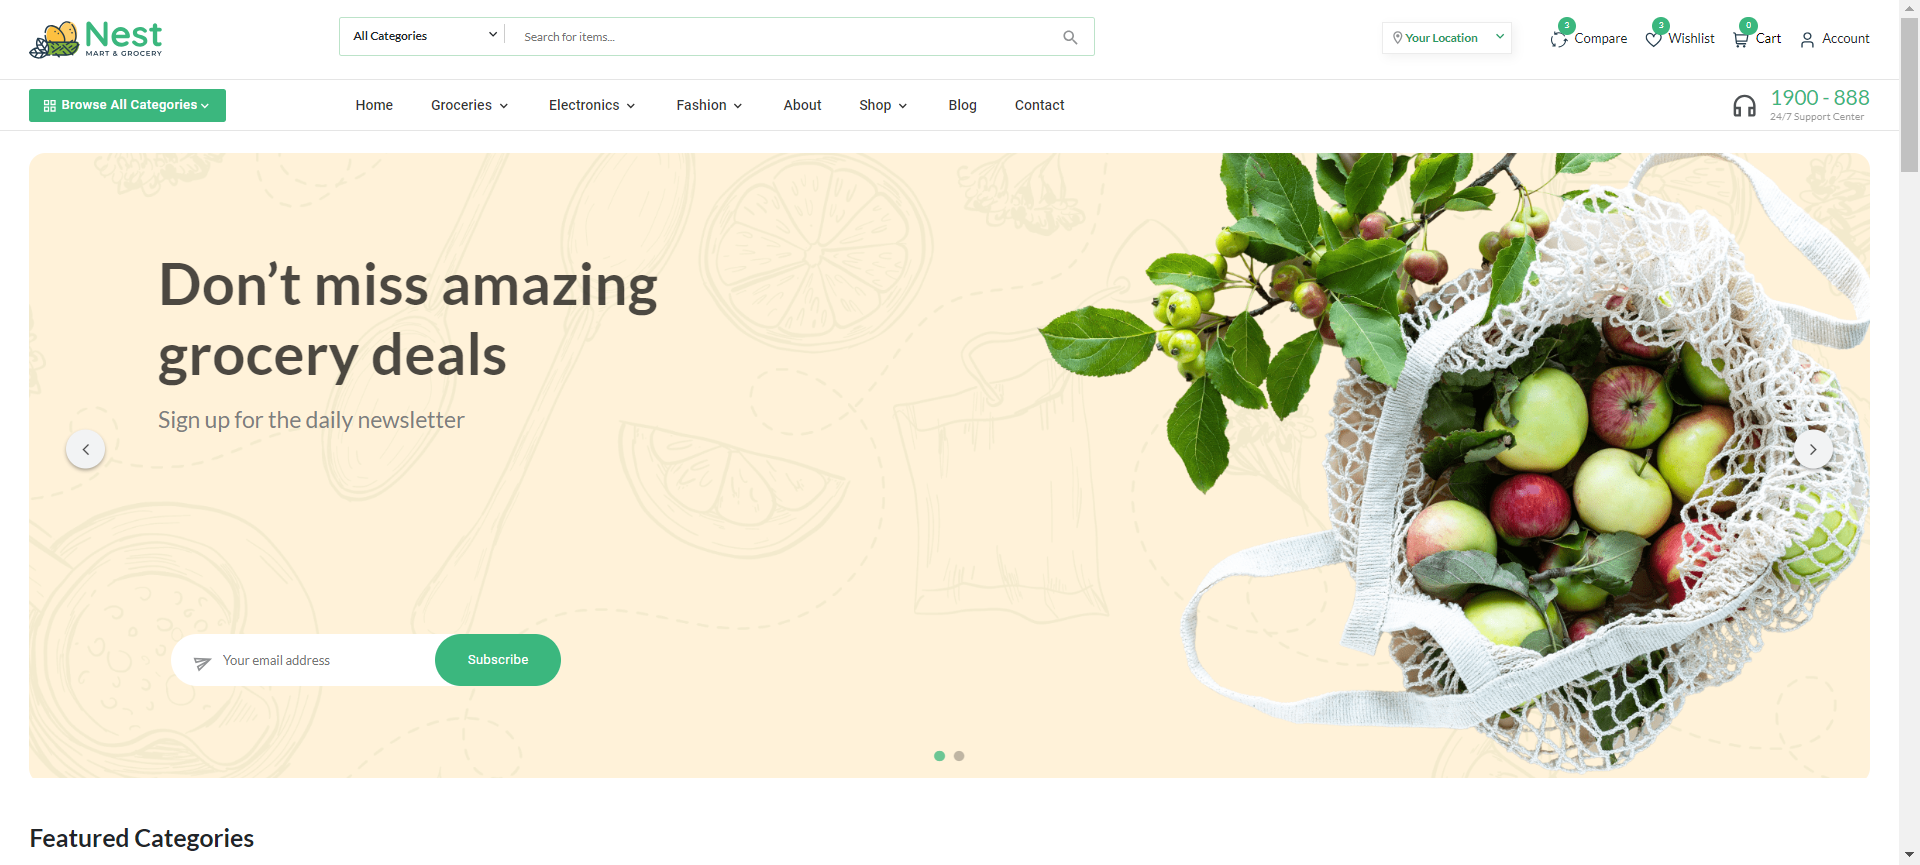 Nest
MART & GROCERY
All Categories
Search for items...
Your Location
3
Compare
3
Wishlist
0
Cart
Account
Browse All Categories
Home
Groceries
Electronics
Fashion
About
Shop
Blog
Contact
1900 - 888
24/7 Support Center
Don’t miss amazing
grocery deals
Sign up for the daily newsletter
Your email address
Subscribe
Featured Categories